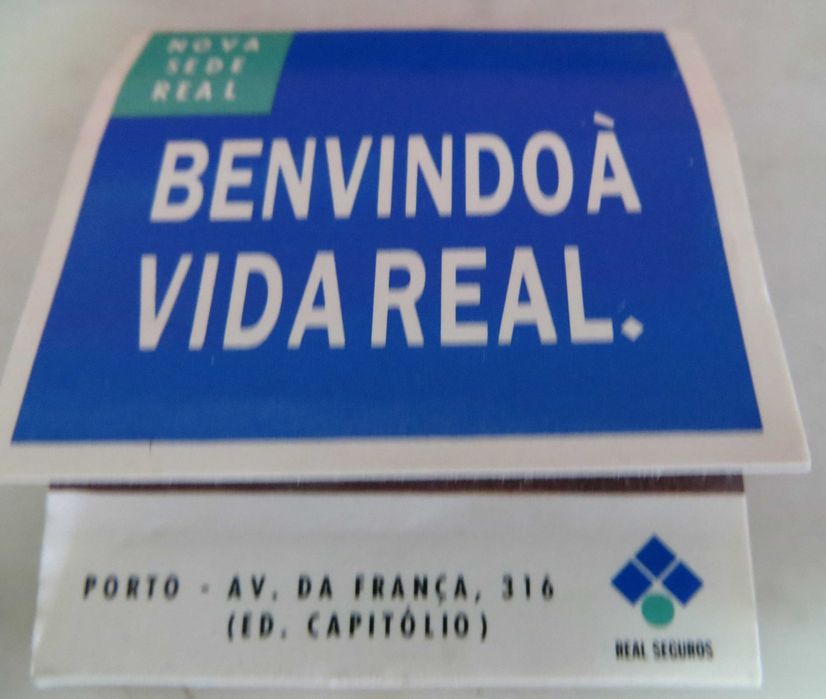 NOVA
SEDE
REAL
BENVINDO À
VIDA REAL.
PORTO - AV. DA FRANÇA, 316
(ED. CAPITÓLIO)
REAL SEGUROS